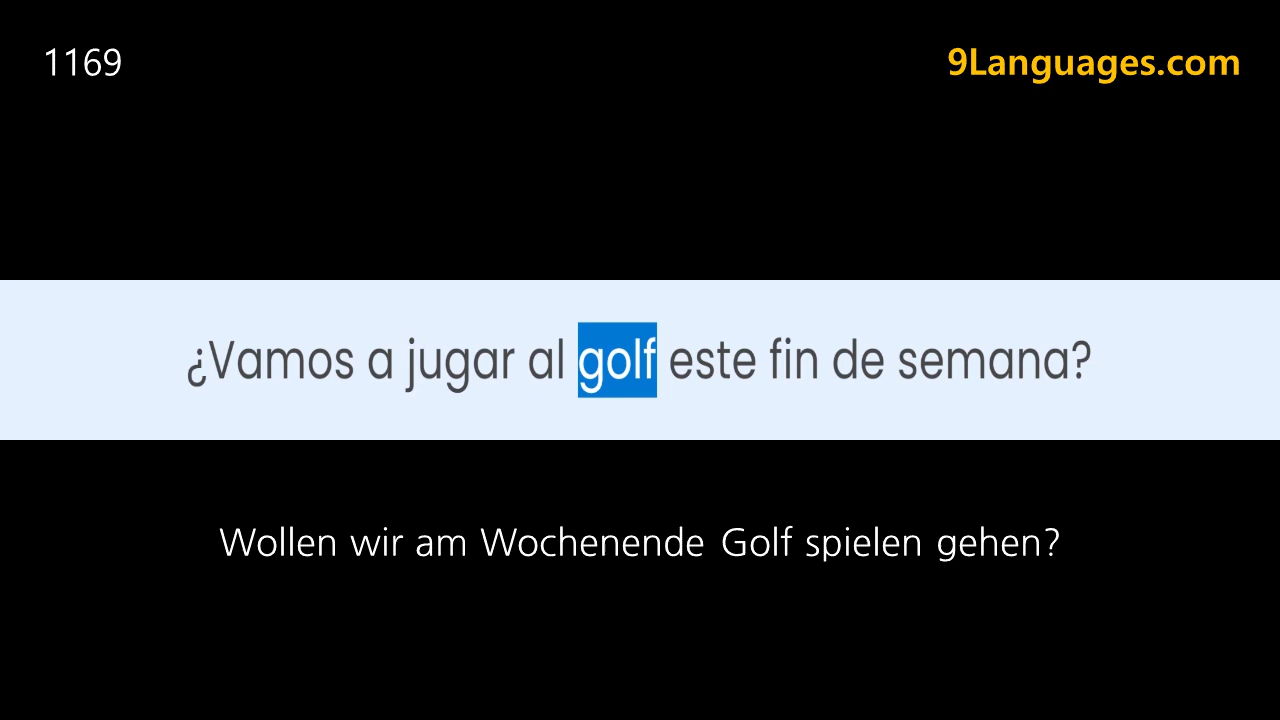 1169
9Languages.com
¿Vamos a jugar al golf este fin de semana?
Wollen wir am Wochenende Golf spielen gehen?